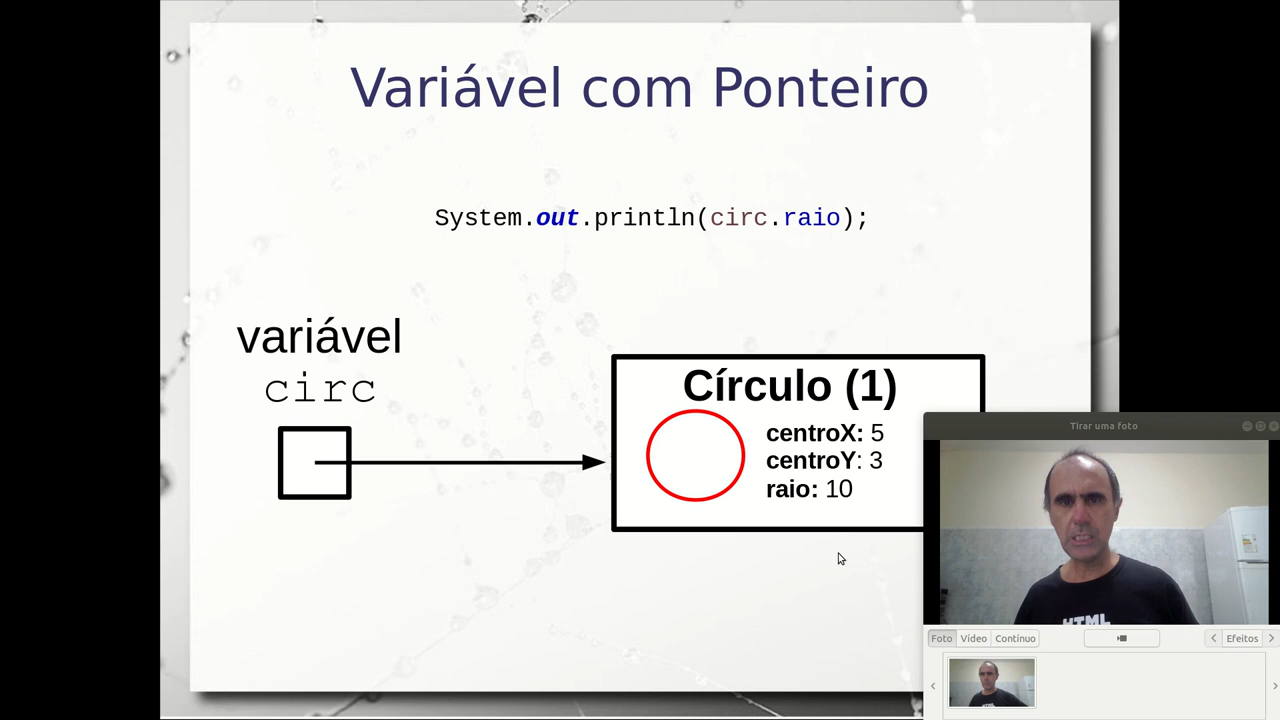 Variável com Ponteiro
System.out.println(circ.raio);
variável
circ
Círculo (1)
centroX: 5
centroY: 3
raio: 10
Tirar uma foto
HTML
Foto Vídeo Contínuo
Efeitos